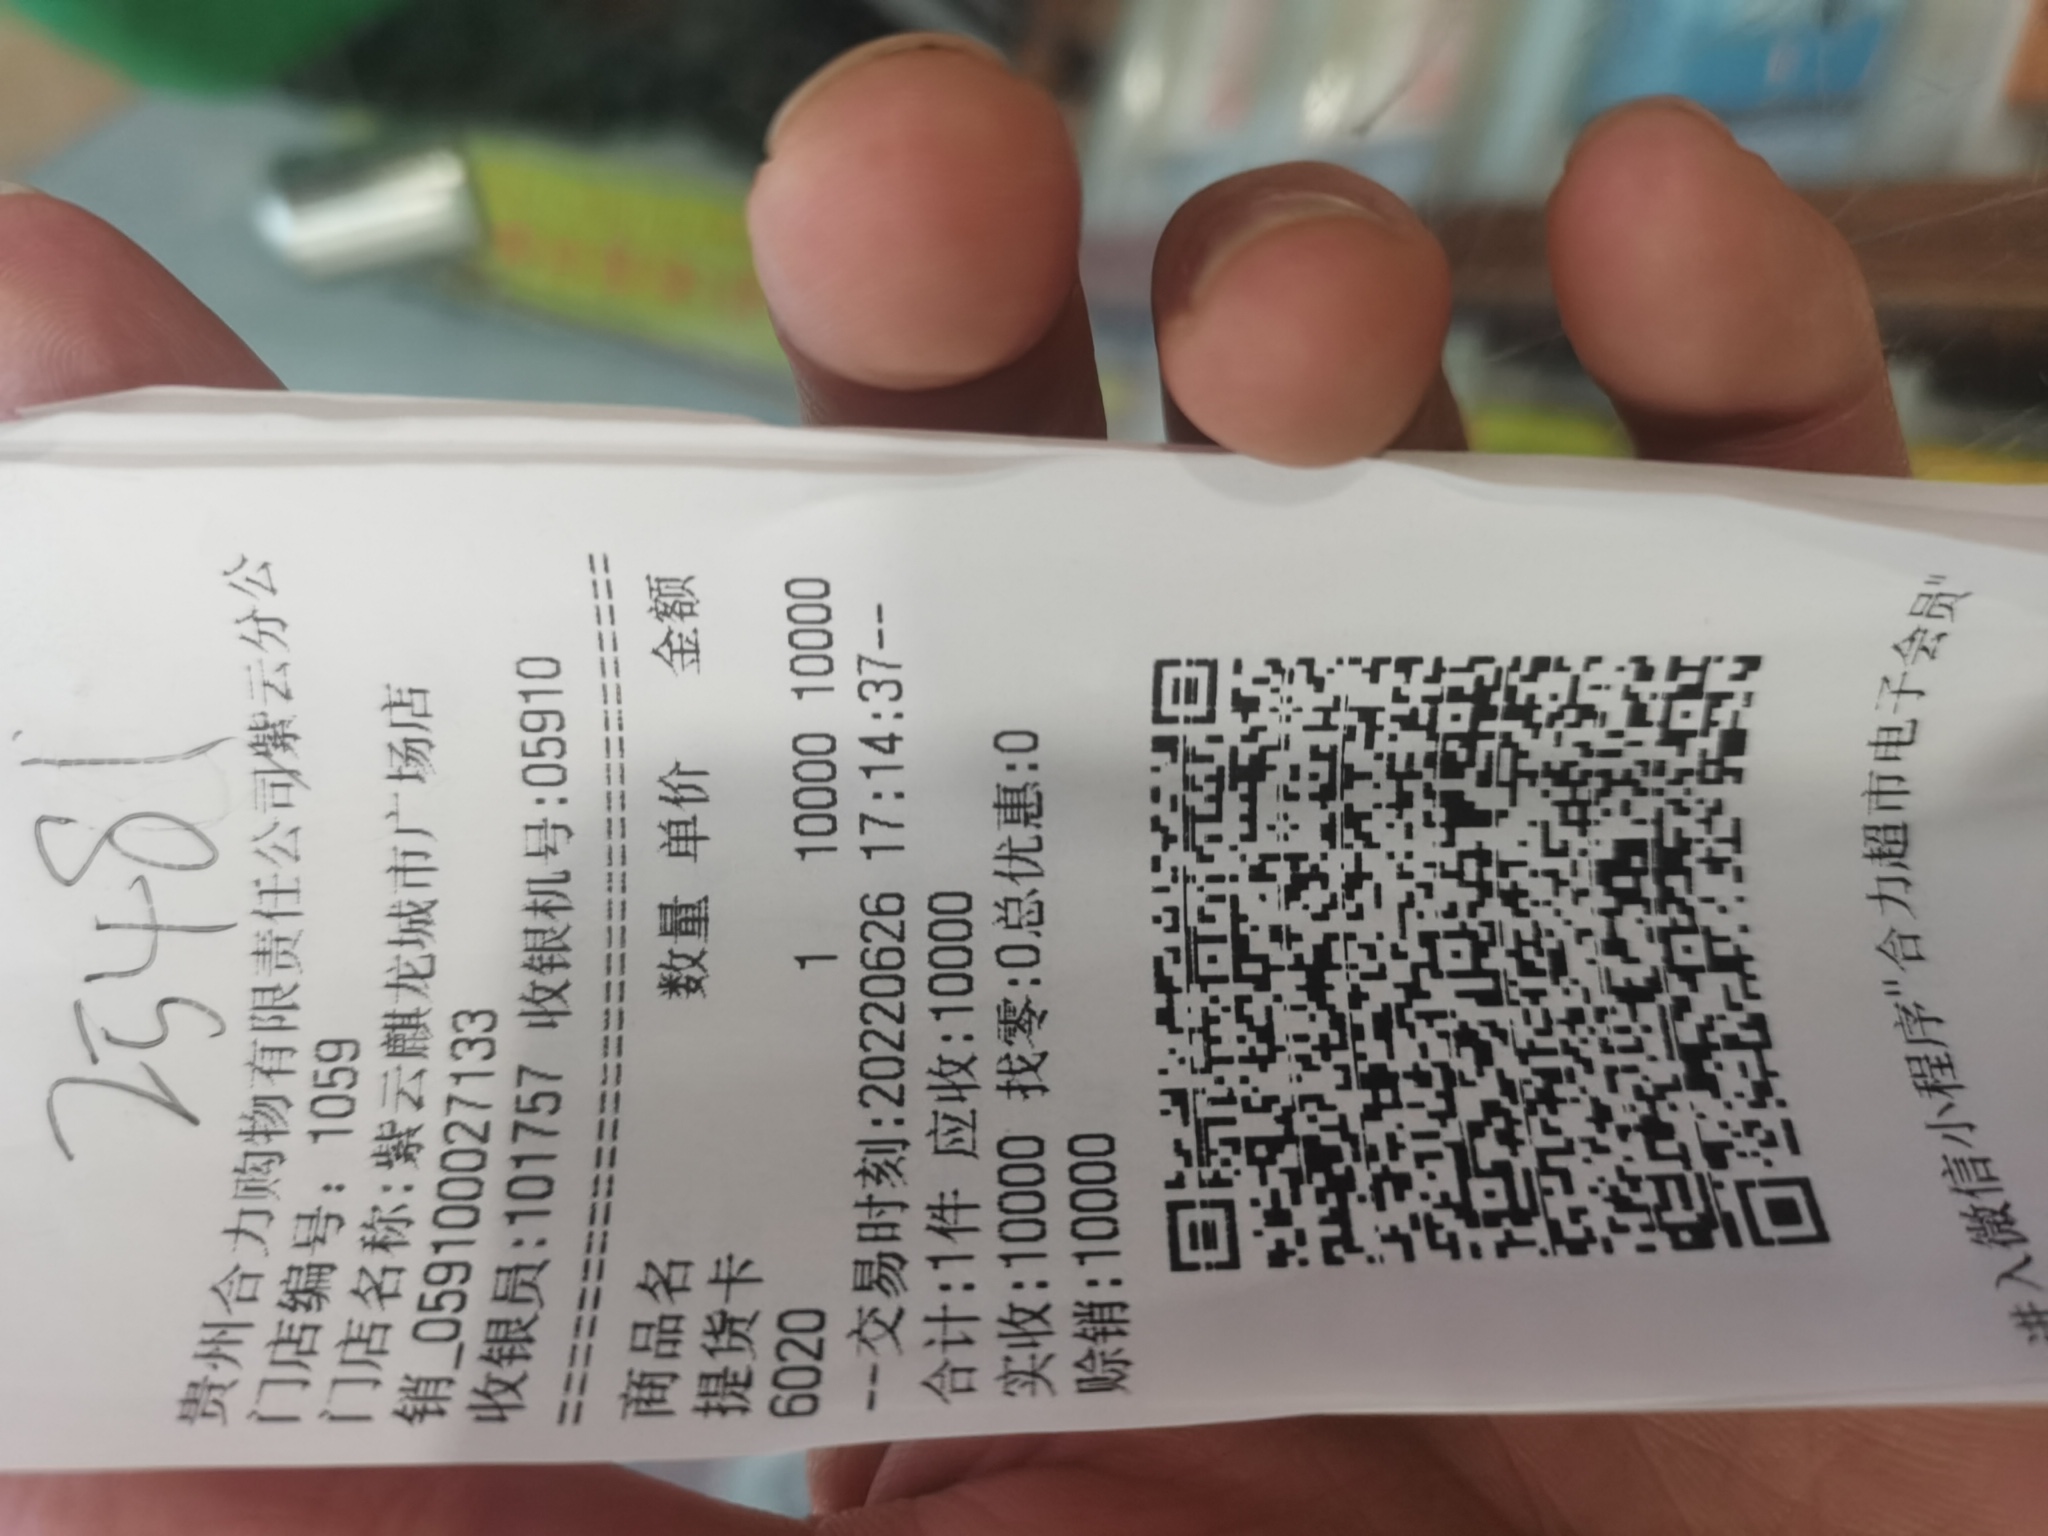 2548
贵州合力购物有限责任公司紫云分公
门店编号: 1059
门店名称:紫云麒龙城市广场店
销_0591000027133
收银员:101757 收银机号:05910
================================
商品名 数量 单价 金额
提货卡
6020 1 10000 10000
---交易时刻:20220626 17:14:37--
合计:1件 应收:10000
实收:10000 找零:0总优惠:0
赊销:10000
进入微信小程序"合力超市电子会员"